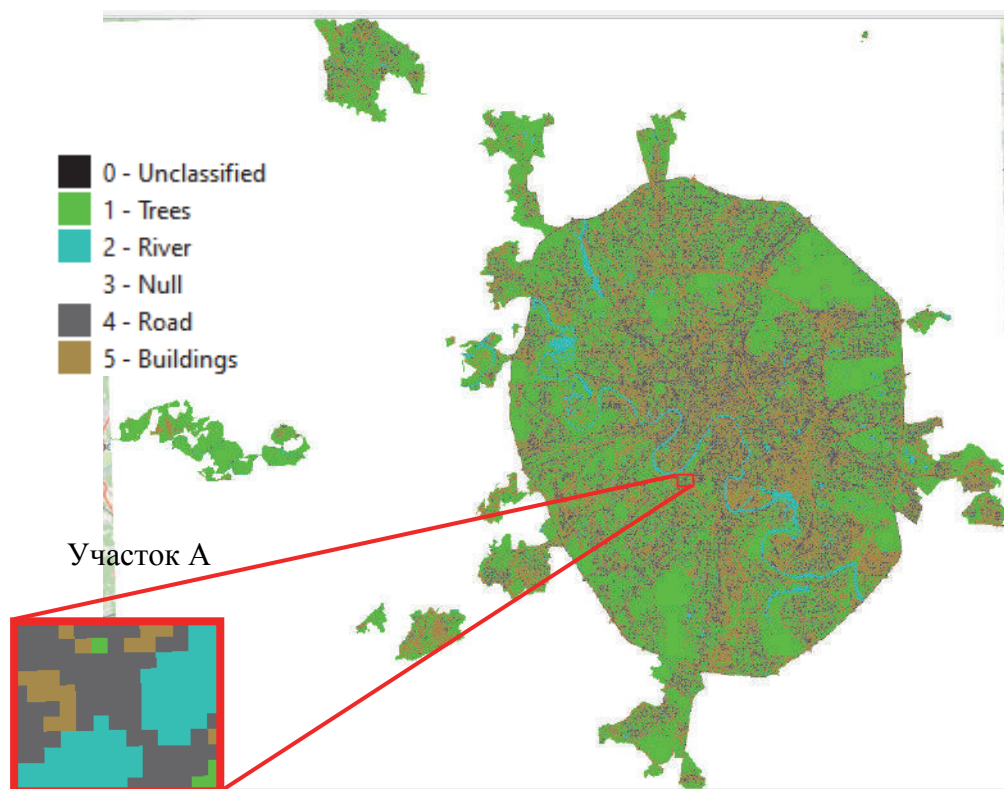 0 - Unclassified
1 - Trees
2 - River
3 - Null
4 - Road
5 - Buildings
Участок А